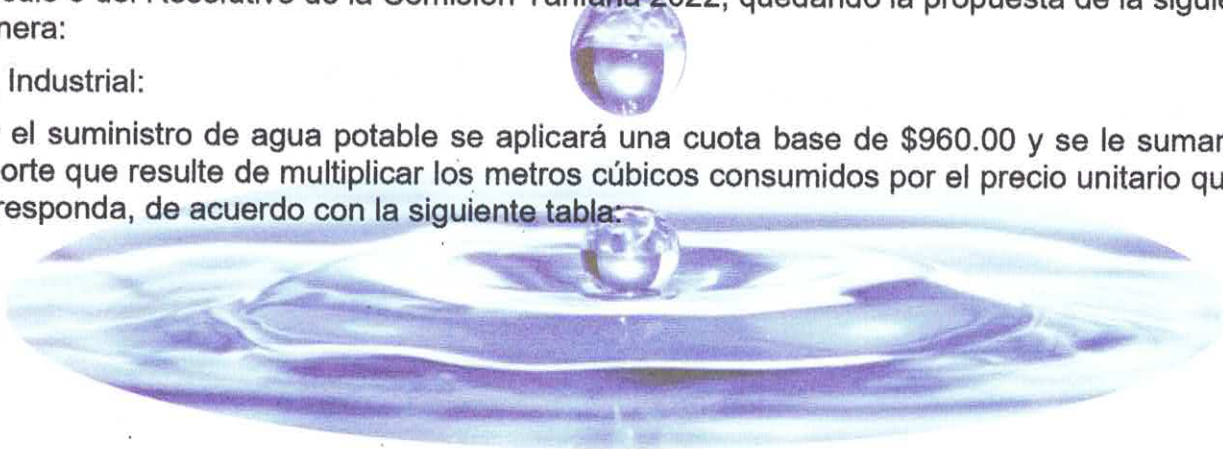 del Resolutivo de la Comisión Tarifaria 2022, quedando la propuesta de la
nera:
Industrial:
el suministro de agua potable se aplicará una cuota base de $960.00 y se le
orte que resulte de multiplicar los metros cúbicos consumidos por el precio unitario
responda, de acuerdo con la siguiente tabla: